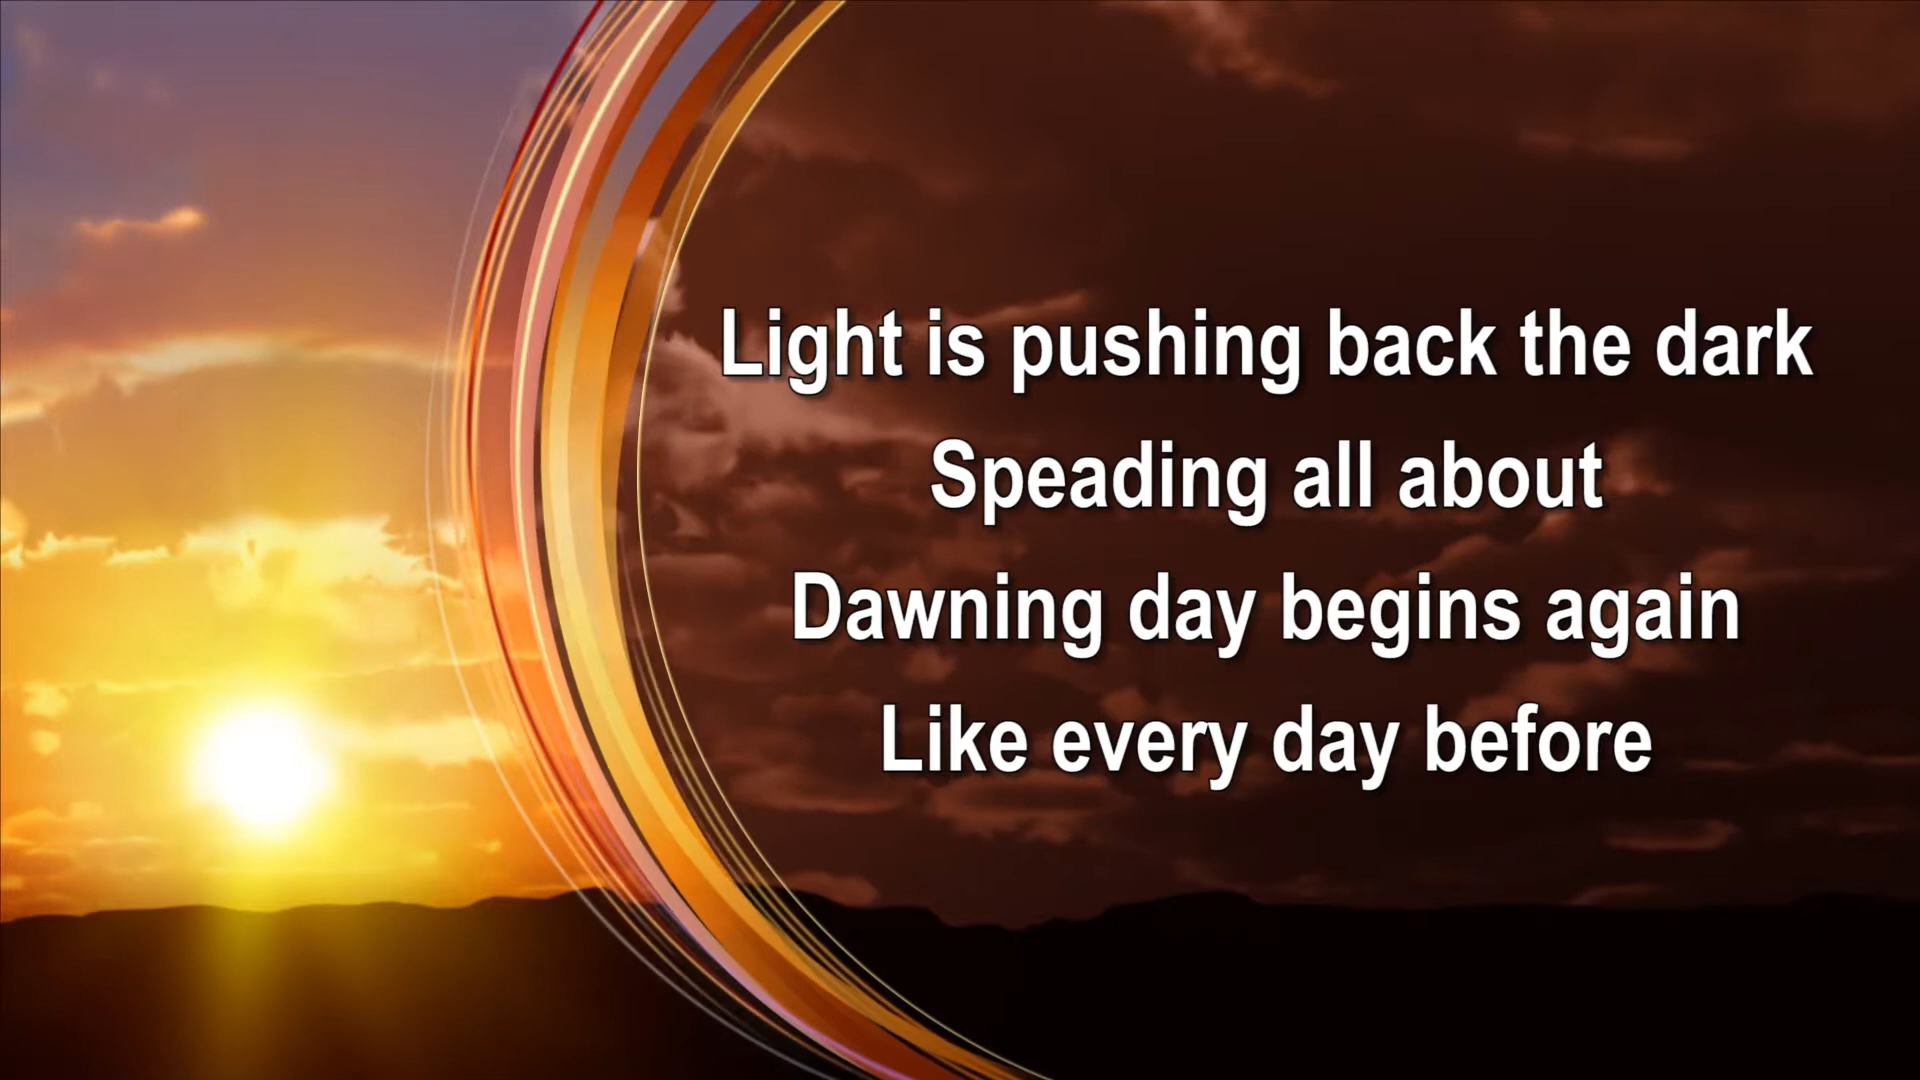 Light is pushing back the dark
Speading all about
Dawning day begins again
Like every day before